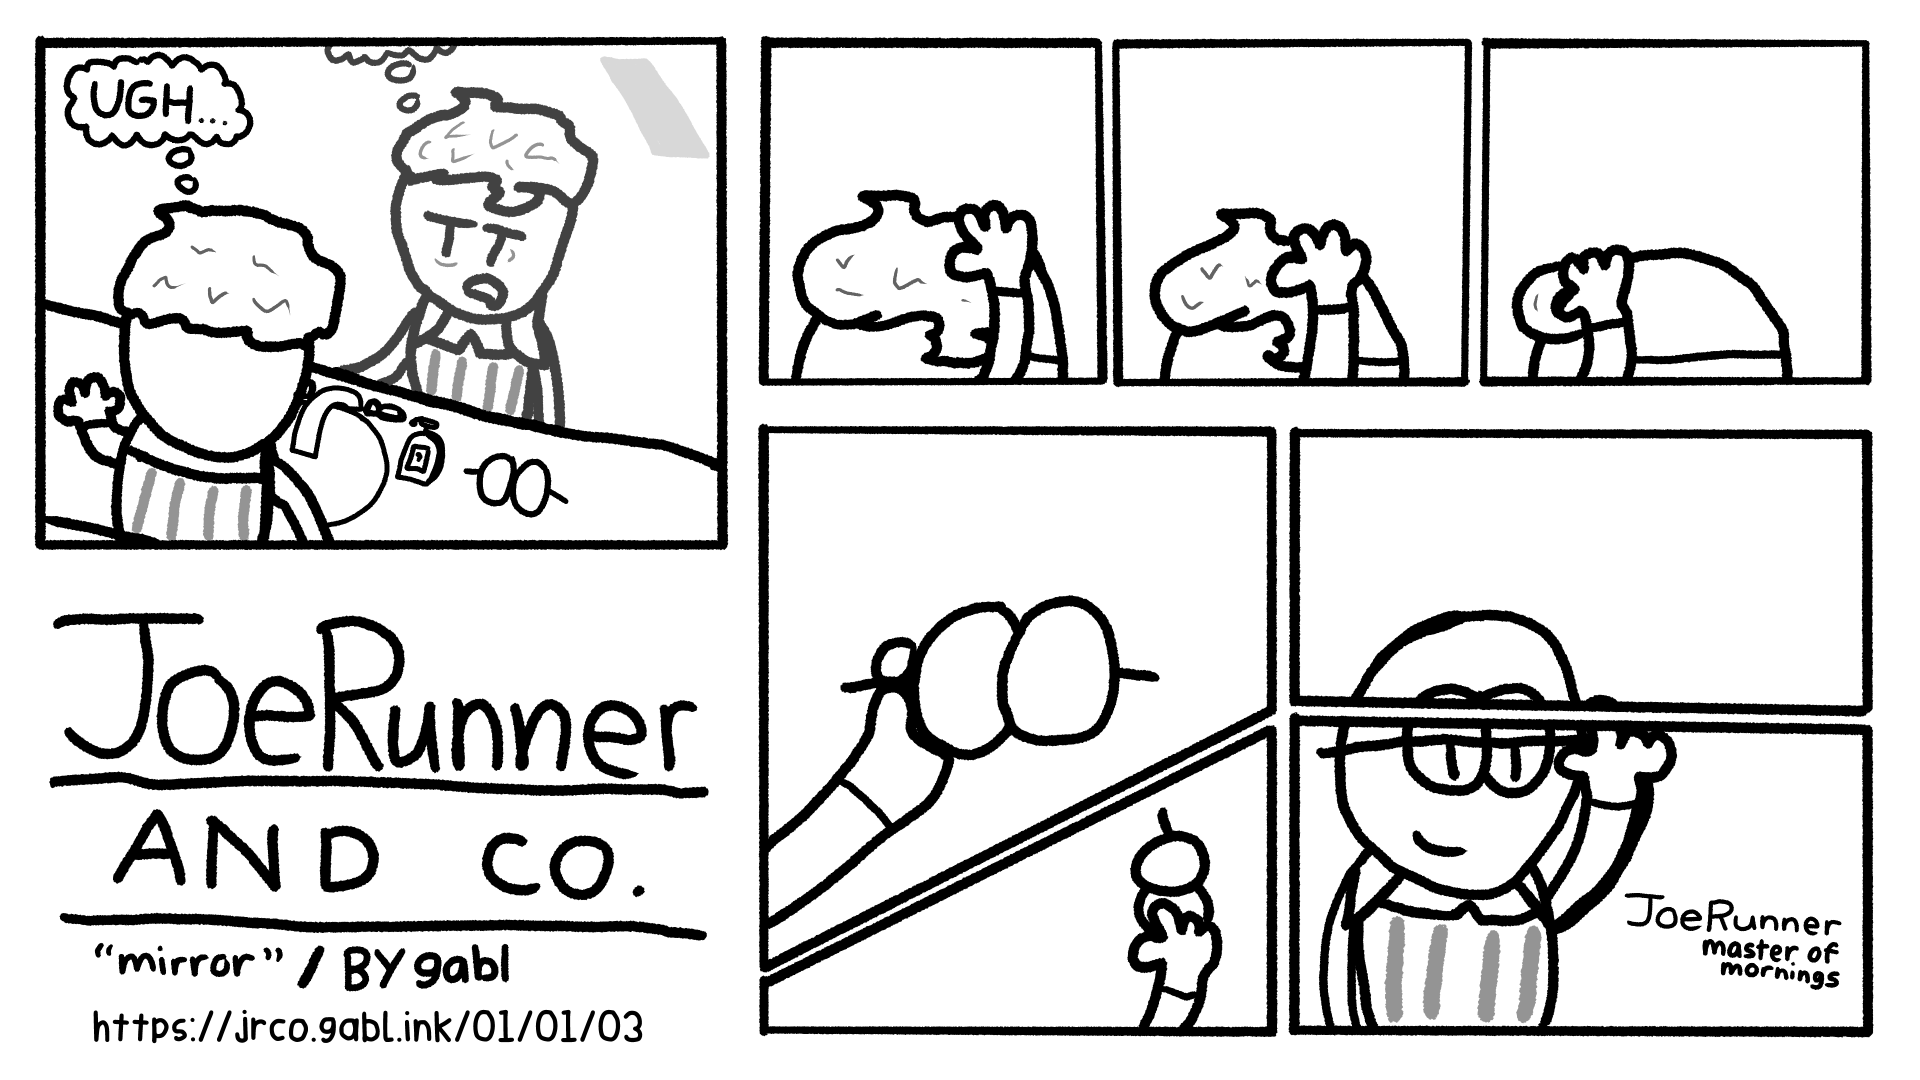 UGH...
JoeRunner
AND CO.
"mirror" / BY gabl
https://jrco.gabl.ink/01/01/03
JoeRunner
master of
mornings